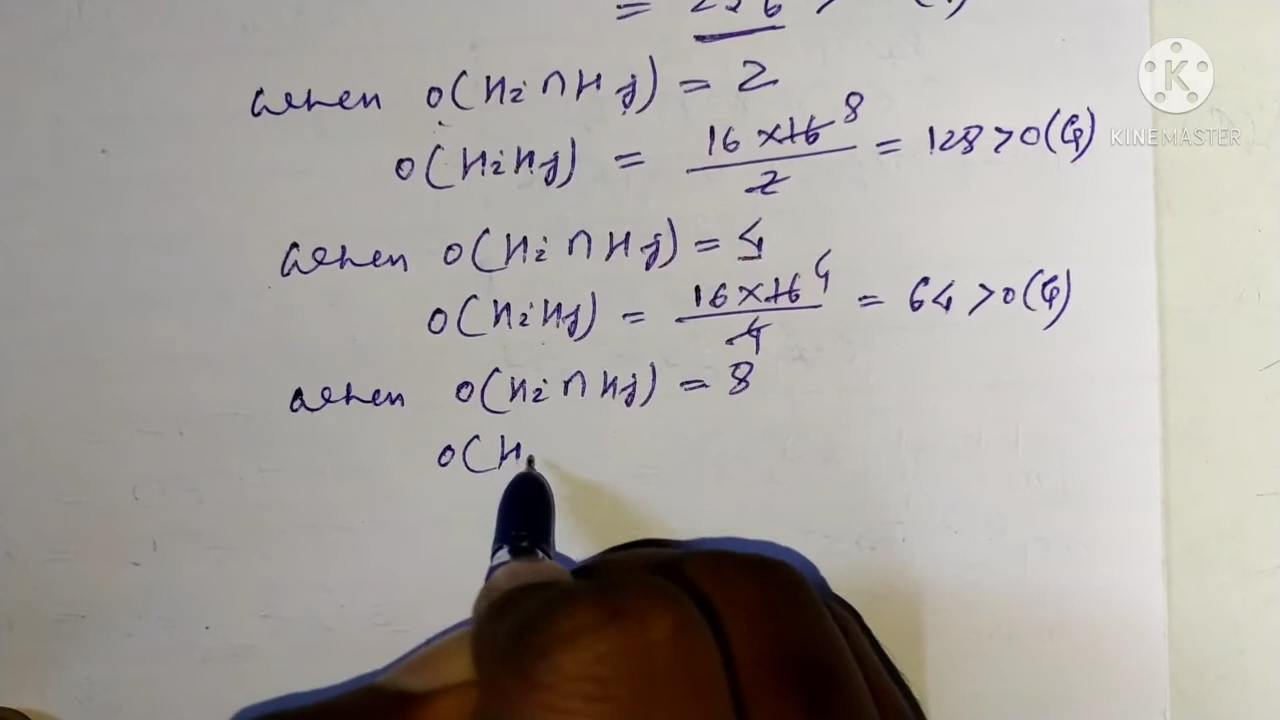 = 256 >
when o(Hi ∩ Hj) = 2
o(HiHj) = 16 × 16 8 / 2 = 128 > o(G)
when o(Hi ∩ Hj) = 4
o(HiHj) = 16 × 16 4 / 4 = 64 > o(G)
when o(Hi ∩ Hj) = 8
o(H
K
KINEMASTER